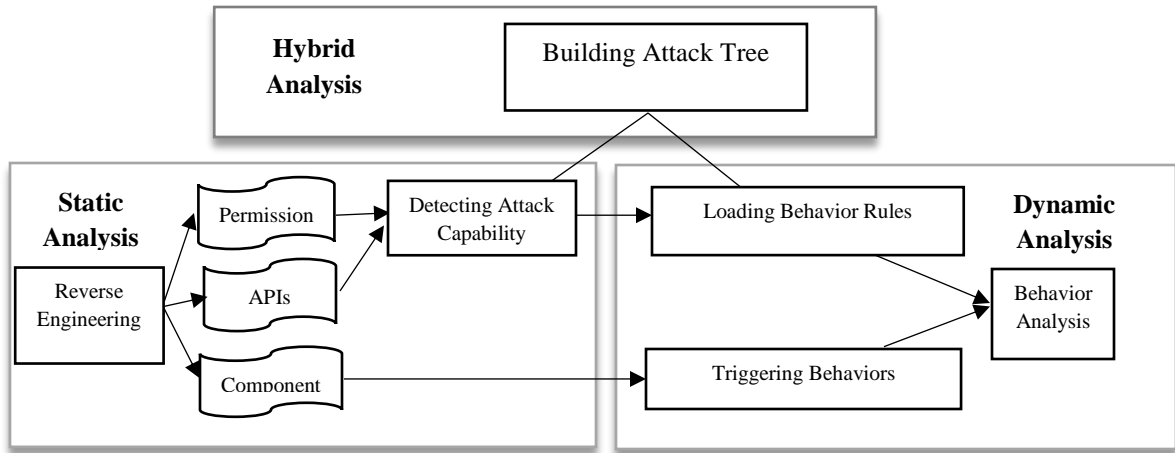 Hybrid
Analysis
Building Attack Tree
Static
Analysis
Reverse
Engineering
Permission
APIs
Component
Detecting Attack
Capability
Loading Behavior Rules
Triggering Behaviors
Dynamic
Analysis
Behavior
Analysis